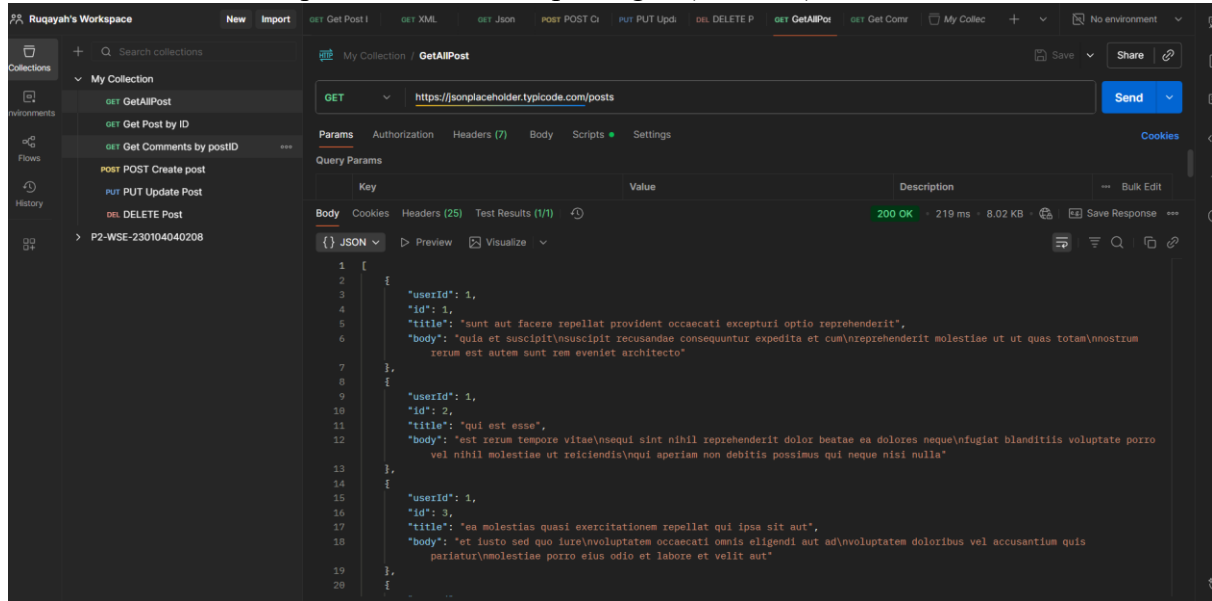 Ruqayah's Workspace
New
Import
GET Get Post I
GET XML
GET Json
POST POST Cr
PUT PUT Upd
DEL DELETE P
GET GetAllPos
GET Get Comr
My Collec
No environment
Collections
Search collections
My Collection / GetAllPost
Save
Share
My Collection
GET GetAllPost
GET Get Post by ID
GET Get Comments by postID
POST POST Create post
PUT PUT Update Post
DEL DELETE Post
P2-WSE-230104040208
nvironments
Flows
History
GET
https://jsonplaceholder.typicode.com/posts
Send
Params
Authorization
Headers (7)
Body
Scripts
Settings
Cookies
Query Params
Key
Value
Description
Bulk Edit
Body
Cookies
Headers (25)
Test Results (1/1)
200 OK
219 ms
8.02 KB
Save Response
{} JSON
Preview
Visualize
1 [
2 {
3 "userId": 1,
4 "id": 1,
5 "title": "sunt aut facere repellat provident occaecati excepturi optio reprehenderit",
6 "body": "quia et suscipit\nsuscipit recusandae consequuntur expedita et cum\nreprehenderit molestiae ut ut quas totam\nnostrum
rerum est autem sunt rem eveniet architecto"
7 },
8 {
9 "userId": 1,
10 "id": 2,
11 "title": "qui est esse",
12 "body": "est rerum tempore vitae\nsequi sint nihil reprehenderit dolor beatae ea dolores neque\nfugiat blanditiis voluptate porro
vel nihil molestiae ut reiciendis\nqui aperiam non debitis possimus qui neque nisi nulla"
13 },
14 {
15 "userId": 1,
16 "id": 3,
17 "title": "ea molestias quasi exercitationem repellat qui ipsa sit aut",
18 "body": "et iusto sed quo iure\nvoluptatem occaecati omnis eligendi aut ad\nvoluptatem doloribus vel accusantium quis
pariatur\nmolestiae porro eius odio et labore et velit aut"
19 },
20 {